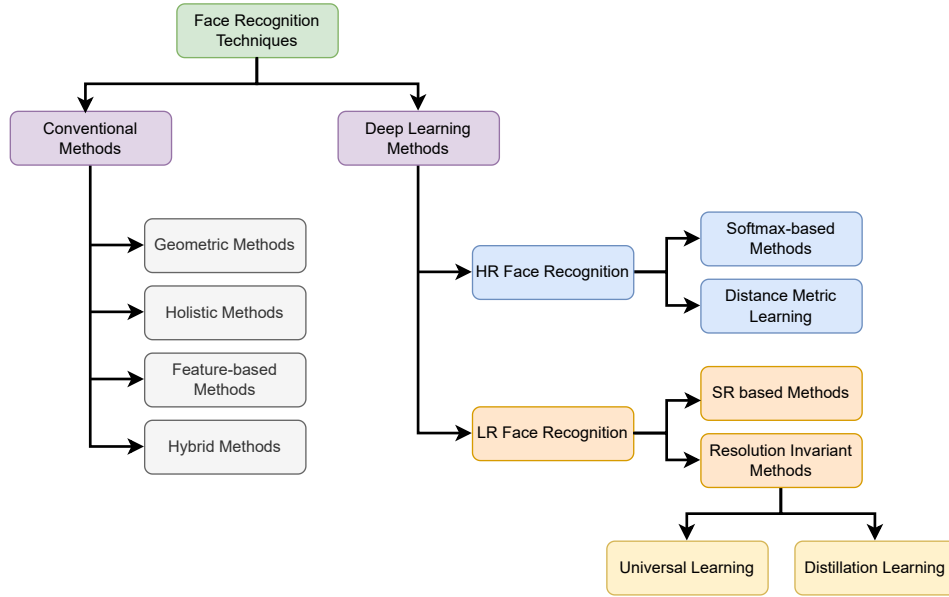 Face Recognition
Techniques
Conventional
Methods
Deep Learning
Methods
Geometric Methods
Holistic Methods
Feature-based
Methods
Hybrid Methods
HR Face Recognition
Softmax-based
Methods
Distance Metric
Learning
LR Face Recognition
SR based Methods
Resolution Invariant
Methods
Universal Learning
Distillation Learning